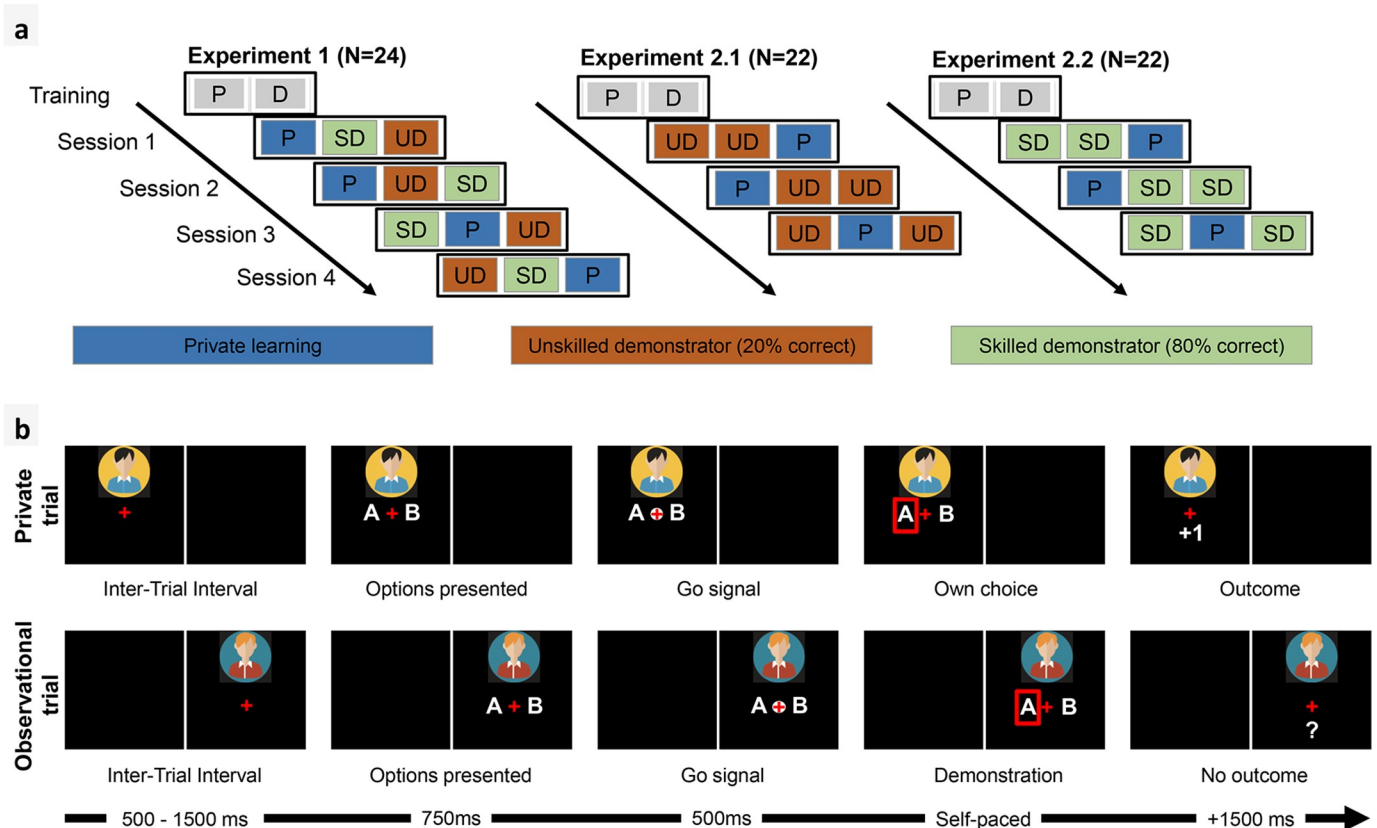 a
Experiment 1 (N=24)
Experiment 2.1 (N=22)
Experiment 2.2 (N=22)
Training
P D
P D
P D
Session 1
P SD UD
UD UD P
SD SD P
Session 2
P UD SD
P UD UD
P SD SD
Session 3
SD P UD
UD P UD
SD P SD
Session 4
UD SD P
Private learning
Unskilled demonstrator (20% correct)
Skilled demonstrator (80% correct)
b
Private trial
A + B
A + B
A + B
+
+
+1
Inter-Trial Interval
Options presented
Go signal
Own choice
Outcome
Observational trial
+
A + B
A + B
A + B
+
?
Inter-Trial Interval
Options presented
Go signal
Demonstration
No outcome
500 - 1500 ms
750ms
500ms
Self-paced
+1500 ms